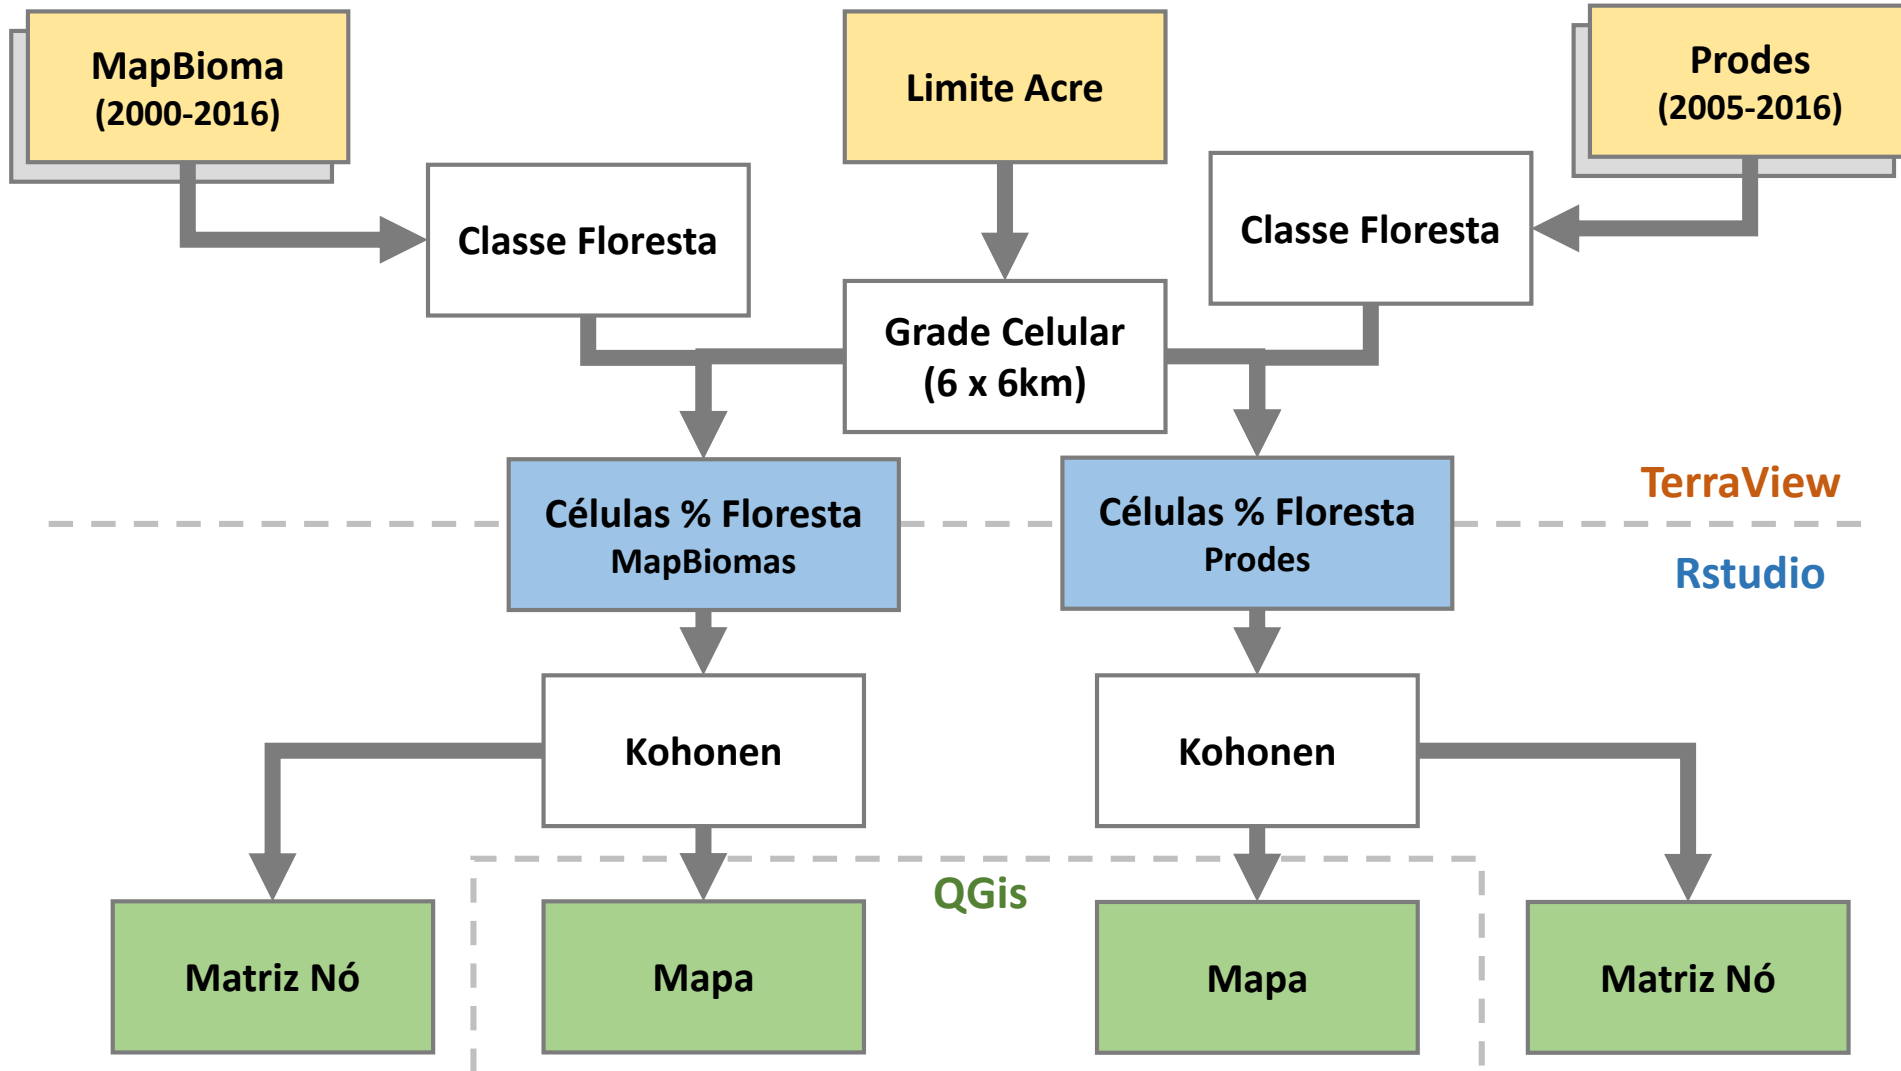 MapBioma
(2000-2016)
Limite Acre
Prodes
(2005-2016)
Classe Floresta
Classe Floresta
Grade Celular
(6 x 6km)
TerraView
Células % Floresta
MapBiomas
Células % Floresta
Prodes
Rstudio
Kohonen
Kohonen
QGis
Matriz Nó
Mapa
Mapa
Matriz Nó